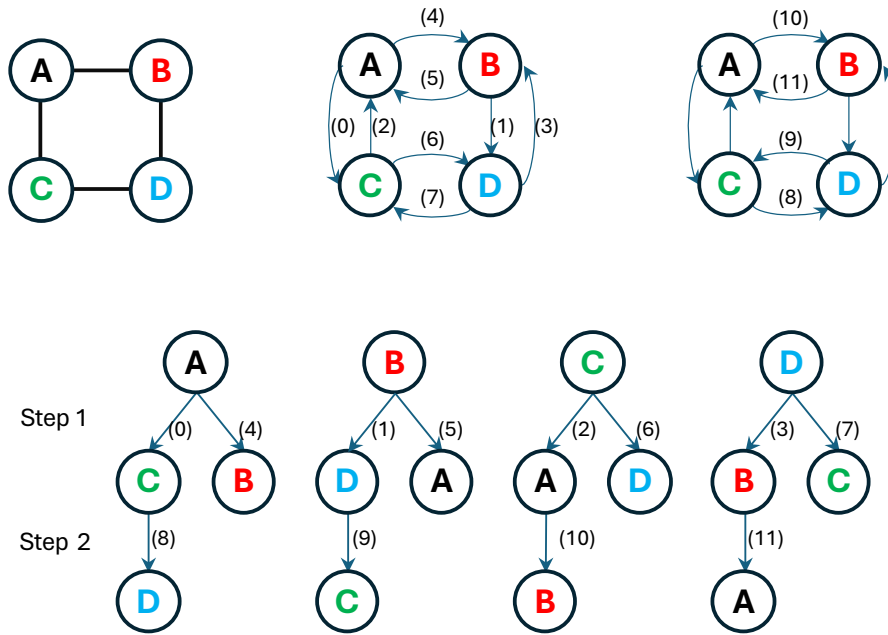 A B
C D
(4)
A B
(5)
(0) (2) (1) (3)
(6)
C D
(7)
(10)
A B
(11)
(9)
C D
(8)
A B C D
Step 1
(0) (4) (1) (5) (2) (6) (3) (7)
C B D A A D B C
Step 2
(8) (9) (10) (11)
D C B A